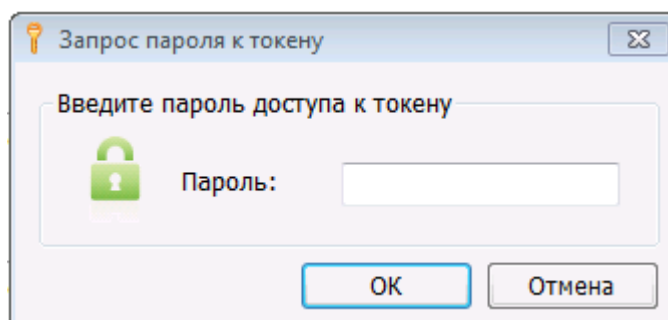 Запрос пароля к токену
Введите пароль доступа к токену
Пароль:
ОК
Отмена